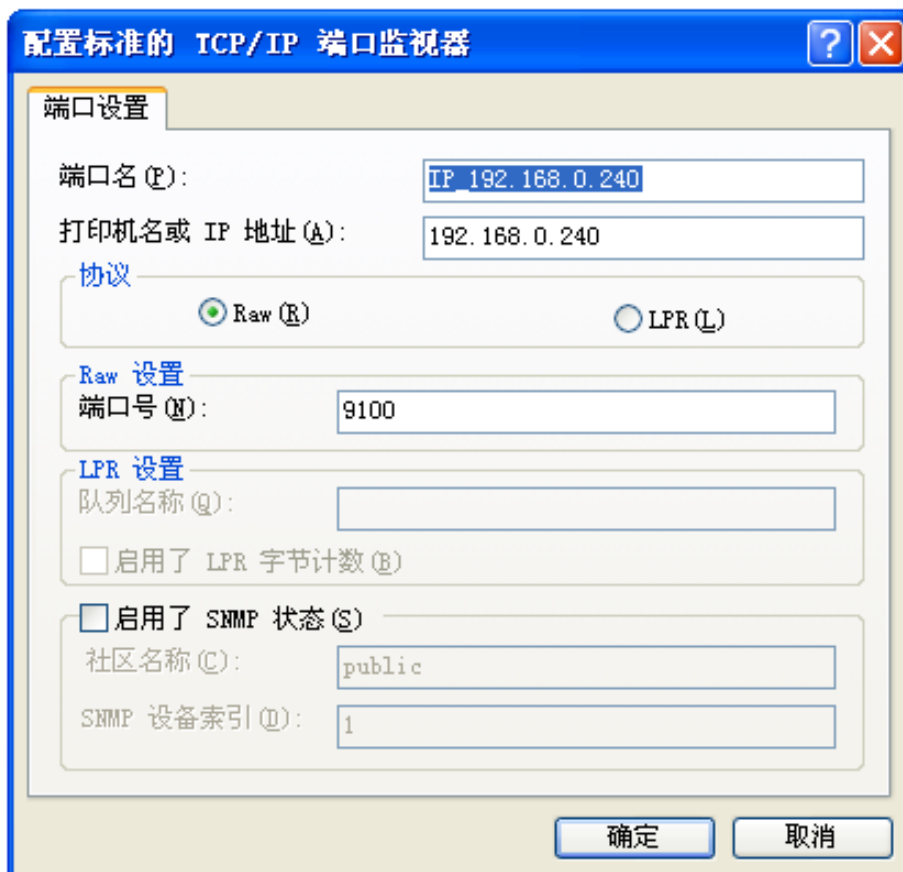 配置标准的 TCP/IP 端口监视器
端口设置
端口名(P): IP_192.168.0.240
打印机名或 IP 地址(A): 192.168.0.240
协议
Raw(R) LPR(L)
Raw 设置
端口号(N): 9100
LPR 设置
队列名称(Q):
启用了 LPR 字节计数(B)
启用了 SNMP 状态(S)
社区名称(C): public
SNMP 设备索引(D): 1
确定 取消